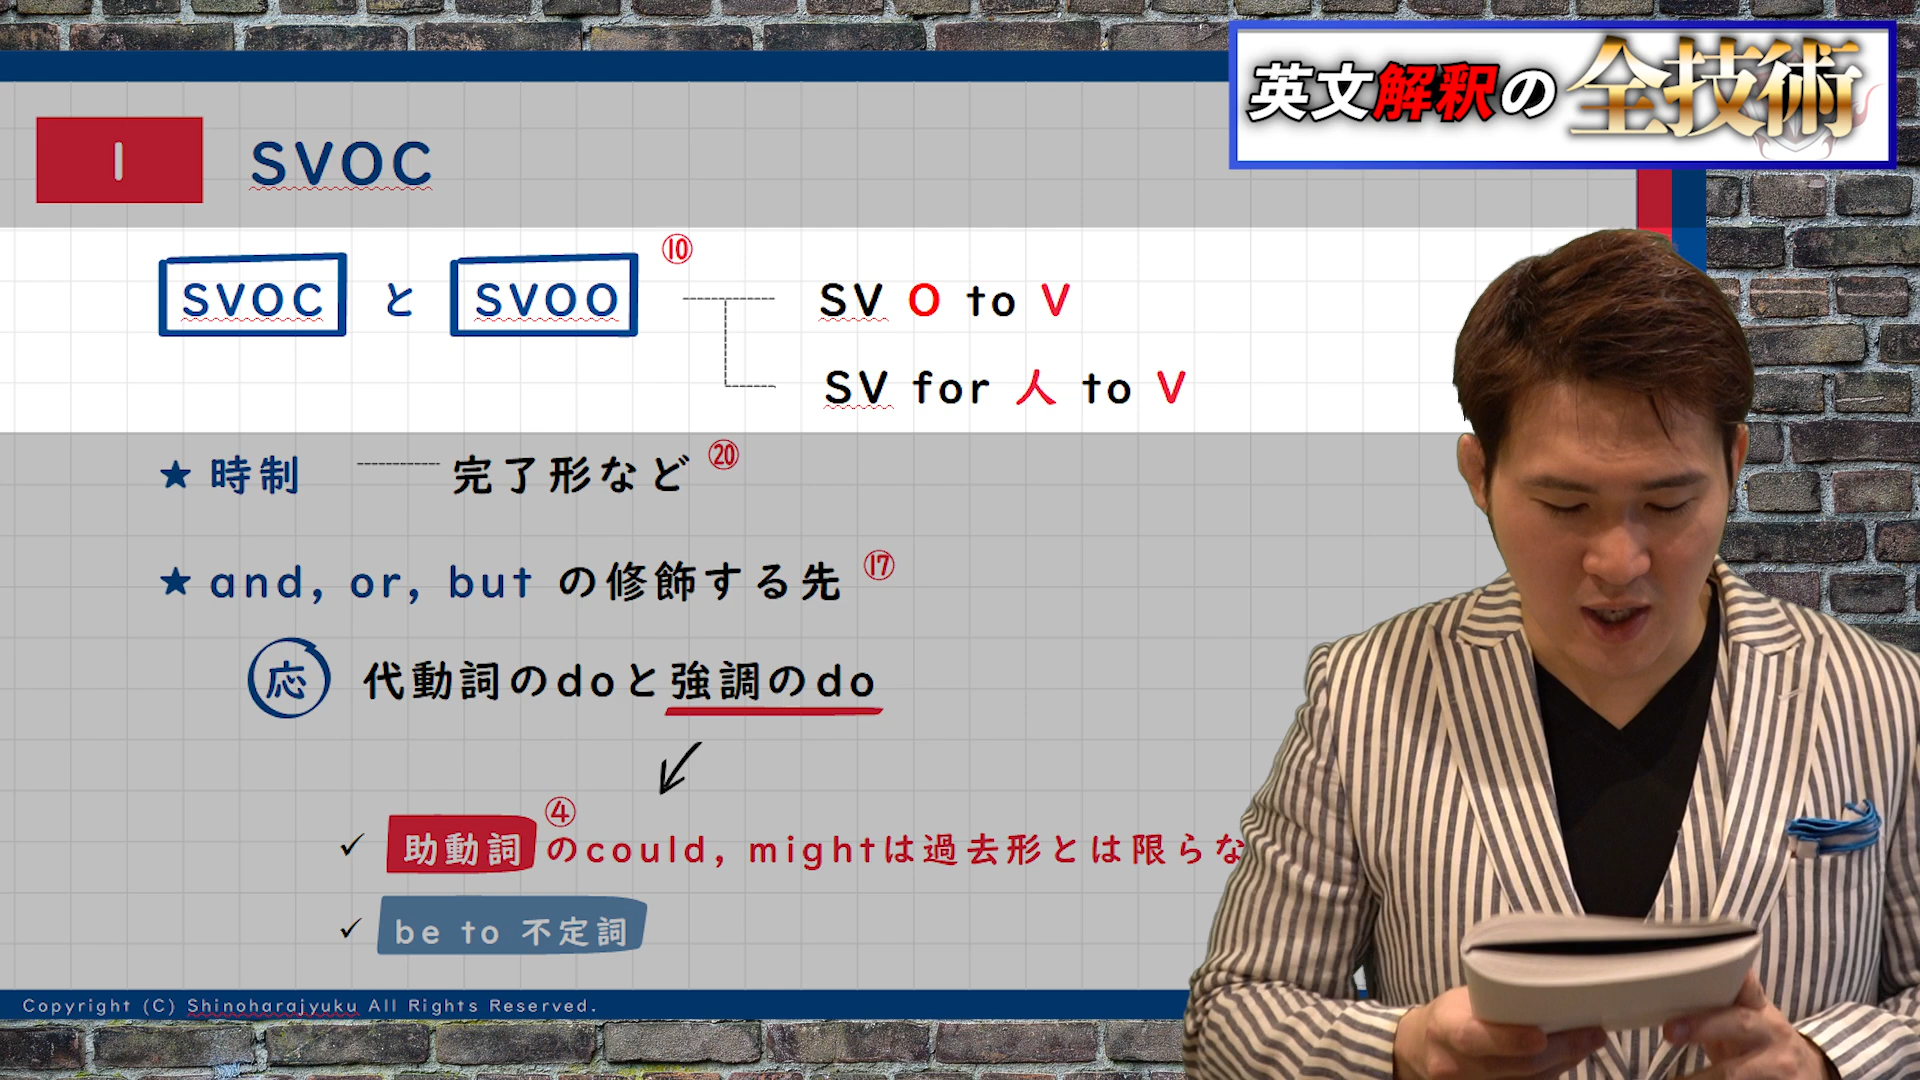 英文解釈の全技術
1 SVOC
SVOC と SVOO ⑩ SV O to V
SV for 人 to V
★ 時制 完了形など ⑳
★ and, or, but の修飾する先 ⑰
応 代動詞のdoと強調のdo
✓ 助動詞 ④ のcould, mightは過去形とは限らな
✓ be to 不定詞
Copyright (C) Shinoharajyuku All Rights Reserved.